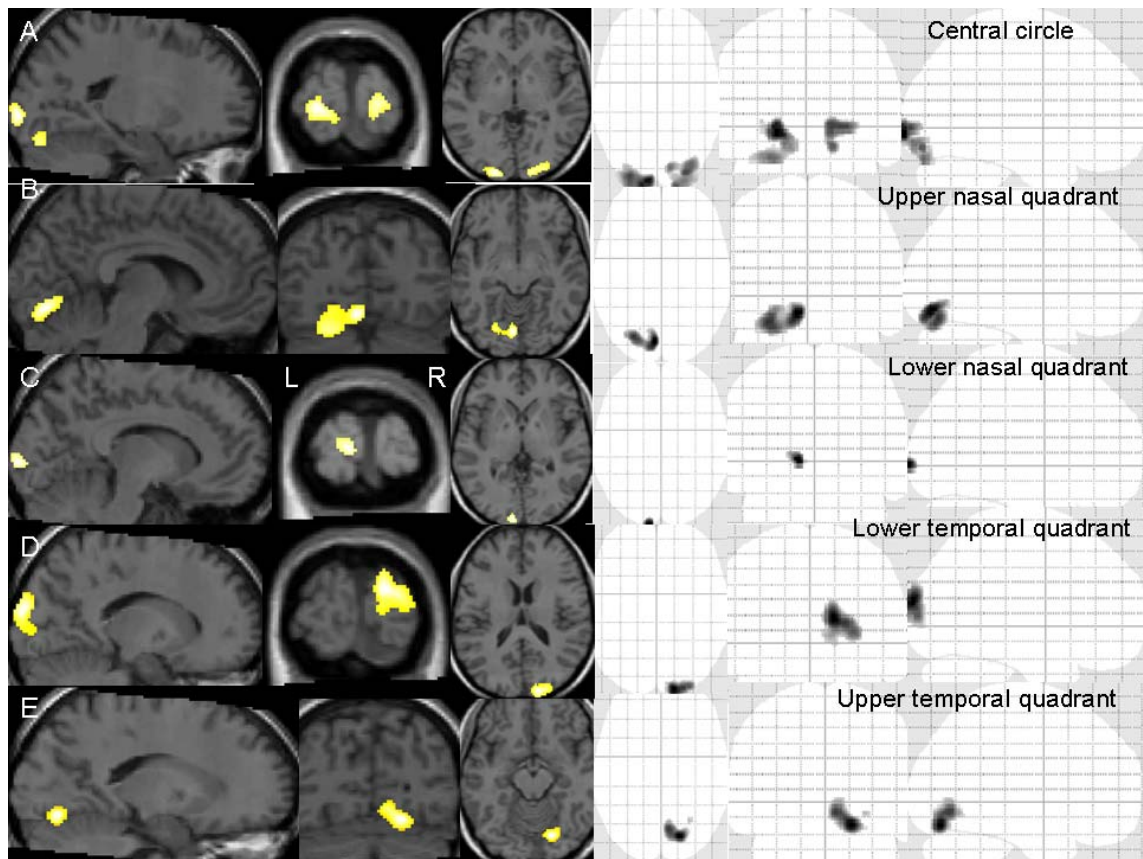 A
Central circle
B
Upper nasal quadrant
C
L R
Lower nasal quadrant
D
Lower temporal quadrant
E
Upper temporal quadrant